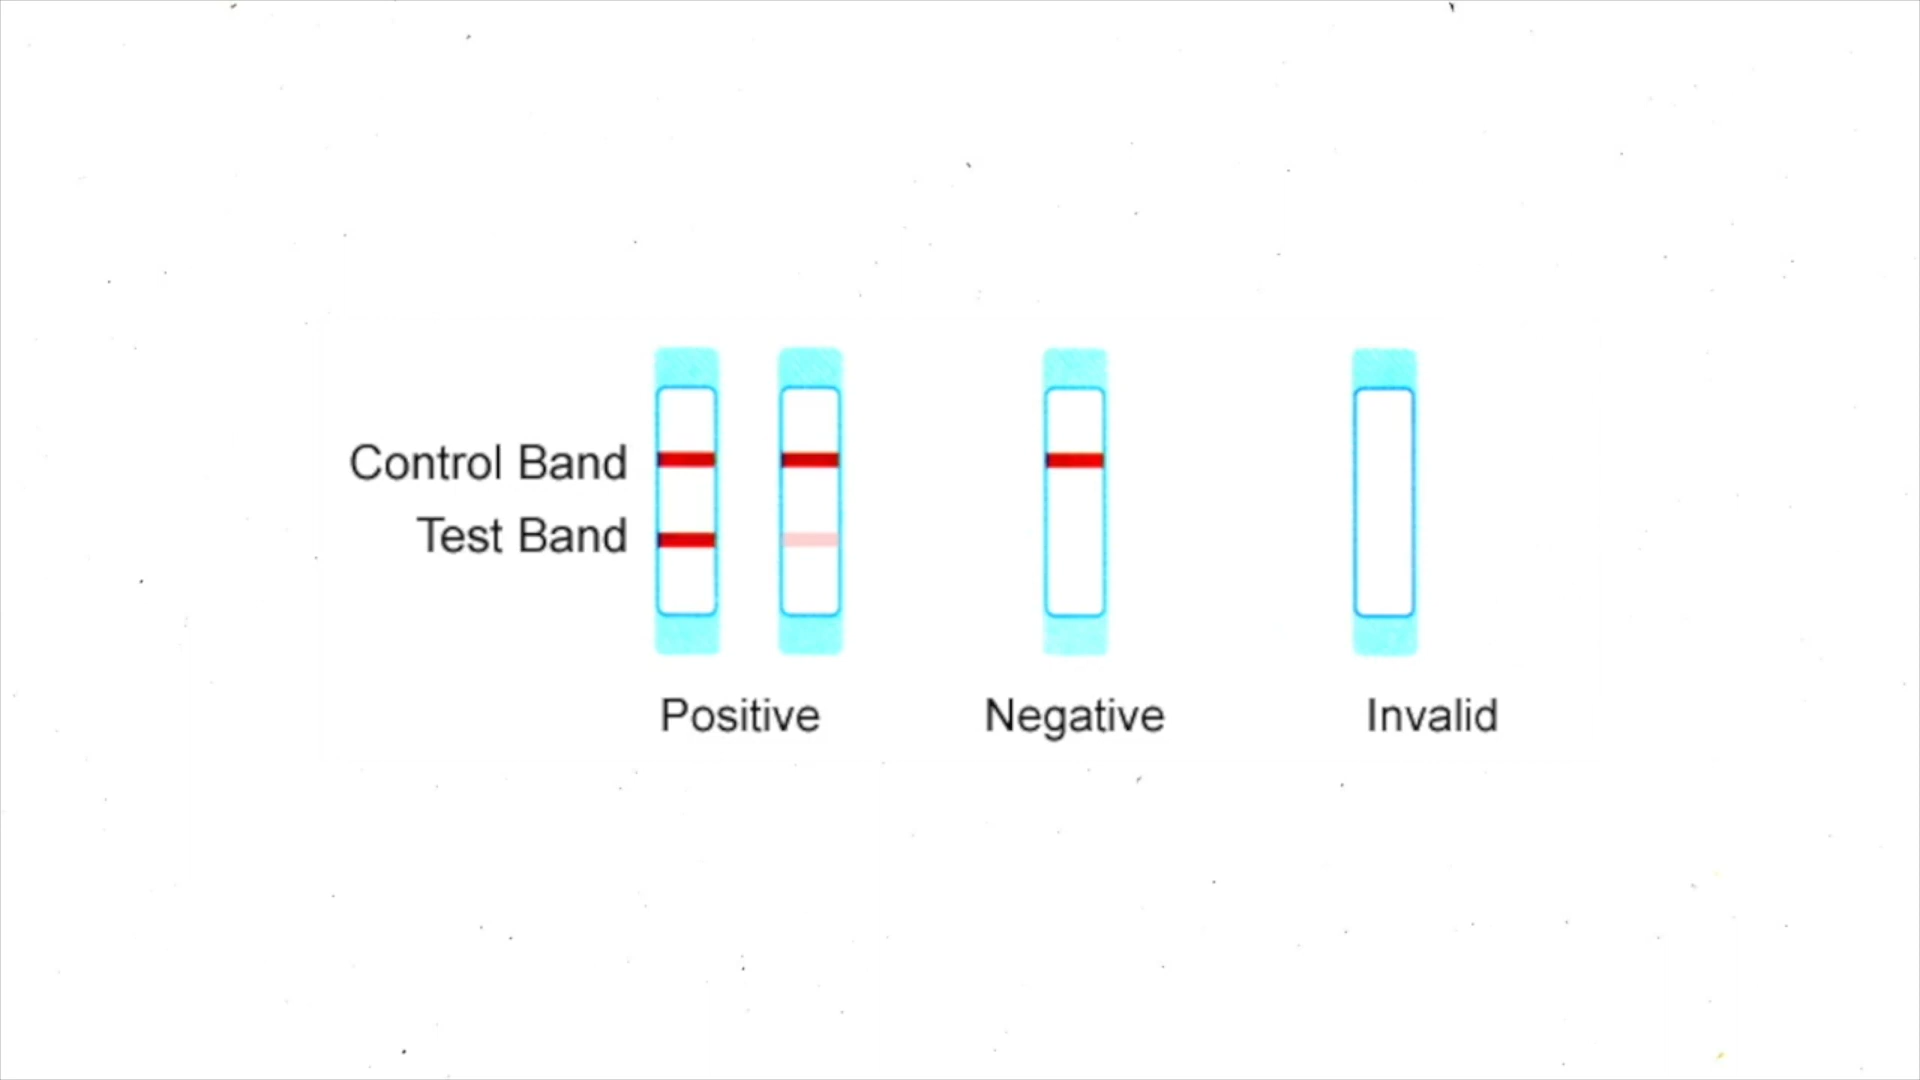 Control Band
Test Band
Positive
Negative
Invalid